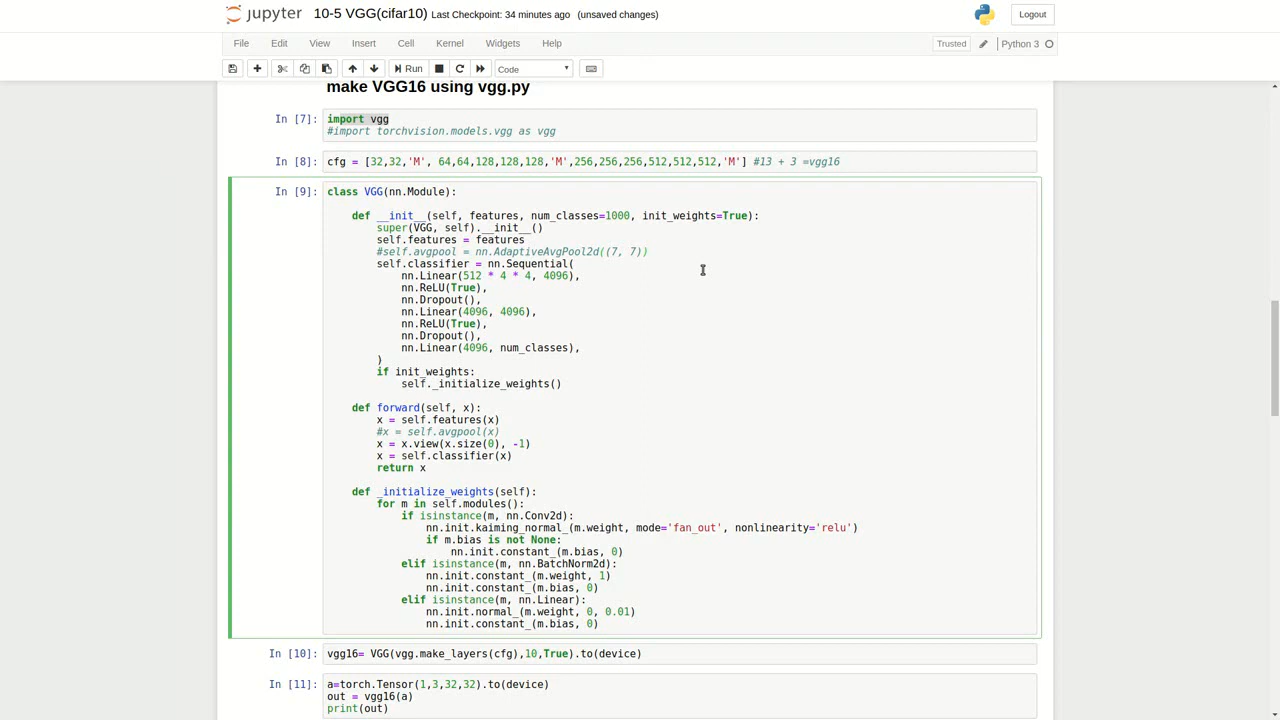 jupyter 10-5 VGG(cifar10) Last Checkpoint: 34 minutes ago (unsaved changes) Logout
File Edit View Insert Cell Kernel Widgets Help Trusted Python 3
Run Code
make VGG16 using vgg.py
In [7]: import vgg
#import torchvision.models.vgg as vgg
In [8]: cfg = [32,32,'M', 64,64,128,128,128,'M',256,256,256,512,512,512,'M'] #13 + 3 =vgg16
In [9]: class VGG(nn.Module):
def __init__(self, features, num_classes=1000, init_weights=True):
super(VGG, self).__init__()
self.features = features
#self.avgpool = nn.AdaptiveAvgPool2d((7, 7))
self.classifier = nn.Sequential(
nn.Linear(512 * 4 * 4, 4096),
nn.ReLU(True),
nn.Dropout(),
nn.Linear(4096, 4096),
nn.ReLU(True),
nn.Dropout(),
nn.Linear(4096, num_classes),
)
if init_weights:
self._initialize_weights()
def forward(self, x):
x = self.features(x)
#x = self.avgpool(x)
x = x.view(x.size(0), -1)
x = self.classifier(x)
return x
def _initialize_weights(self):
for m in self.modules():
if isinstance(m, nn.Conv2d):
nn.init.kaiming_normal_(m.weight, mode='fan_out', nonlinearity='relu')
if m.bias is not None:
nn.init.constant_(m.bias, 0)
elif isinstance(m, nn.BatchNorm2d):
nn.init.constant_(m.weight, 1)
nn.init.constant_(m.bias, 0)
elif isinstance(m, nn.Linear):
nn.init.normal_(m.weight, 0, 0.01)
nn.init.constant_(m.bias, 0)
In [10]: vgg16= VGG(vgg.make_layers(cfg),10,True).to(device)
In [11]: a=torch.Tensor(1,3,32,32).to(device)
out = vgg16(a)
print(out)